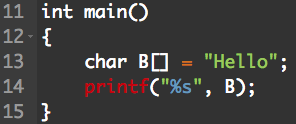 11 int main()
12 {
13     char B[] = "Hello";
14     printf("%s", B);
15 }